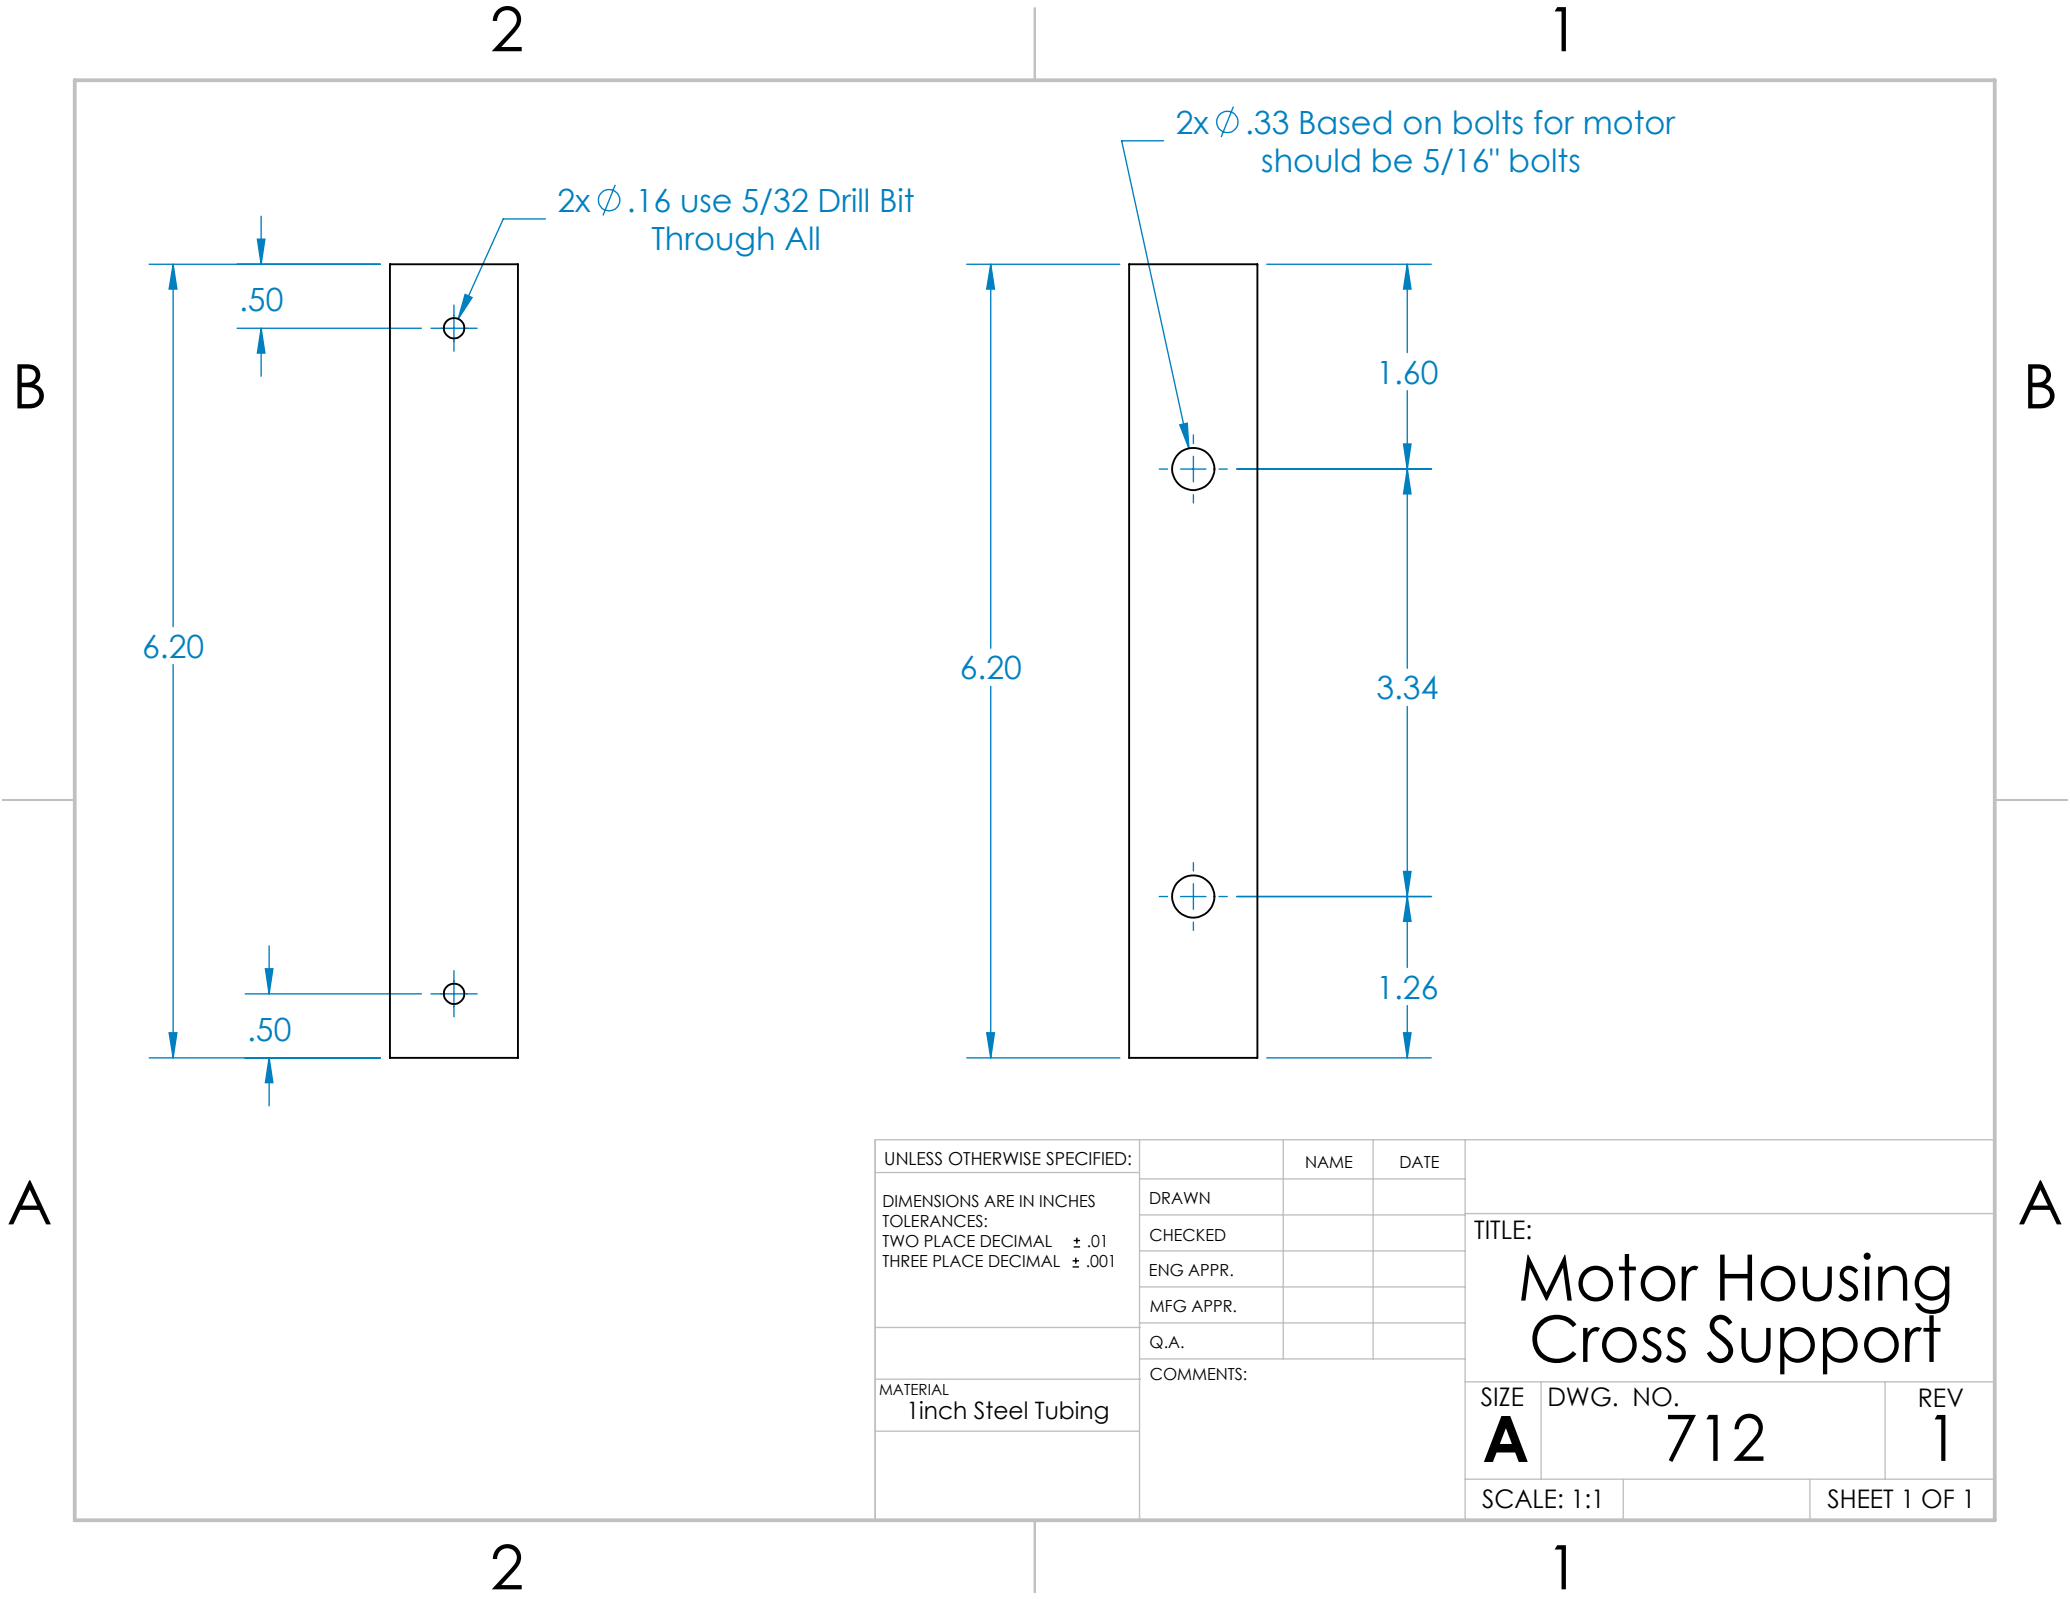 2
1
2x ∅ .33 Based on bolts for motor
should be 5/16" bolts
2x ∅ .16 use 5/32 Drill Bit
Through All
.50
1.60
B
B
6.20
6.20
3.34
1.26
.50
A
A
UNLESS OTHERWISE SPECIFIED:
DIMENSIONS ARE IN INCHES
TOLERANCES:
TWO PLACE DECIMAL ± .01
THREE PLACE DECIMAL ± .001
MATERIAL
1inch Steel Tubing
NAME DATE
DRAWN
CHECKED
ENG APPR.
MFG APPR.
Q.A.
COMMENTS:
TITLE:
Motor Housing
Cross Support
SIZE DWG. NO. REV
A 712 1
SCALE: 1:1 SHEET 1 OF 1
2
1